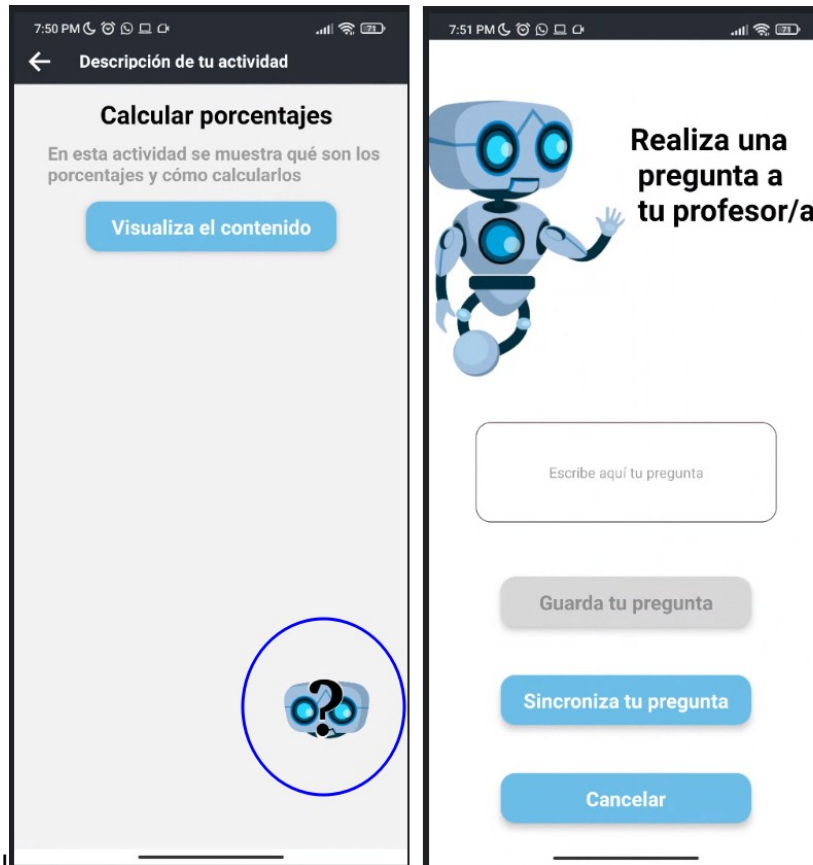 7:50 PM
71
Descripción de tu actividad
Calcular porcentajes
En esta actividad se muestra qué son los
porcentajes y cómo calcularlos
Visualiza el contenido
?
7:51 PM
71
Realiza una
pregunta a
tu profesor/a
Escribe aquí tu pregunta
Guarda tu pregunta
Sincroniza tu pregunta
Cancelar